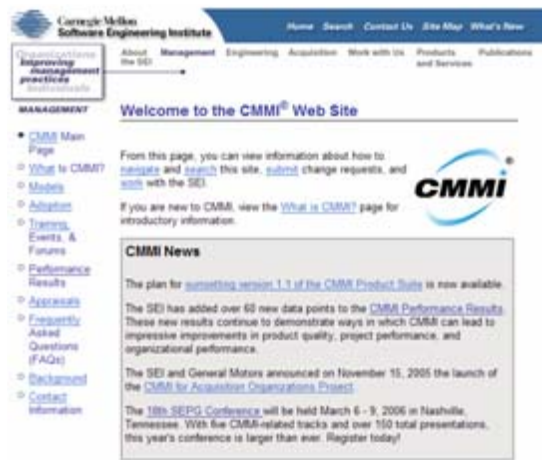 Carnegie Mellon
Software Engineering Institute
Home Search Contact Us Site Map What's New
About the SEI
Management
Engineering
Acquisition
Work with Us
Products and Services
Publications
Organizations
Improving
management
practices
Individuals
MANAGEMENT
CMMI Main
Page
What is CMMI?
Models
Adoption
Training,
Events, &
Forums
Performance
Results
Appraisals
Frequently
Asked
Questions
(FAQs)
Background
Contact
Information
Welcome to the CMMI® Web Site
From this page, you can view information about how to
navigate and search this site, submit change requests, and
work with the SEI.
If you are new to CMMI, view the What is CMMI? page for
introductory information.
CMMI®
CMMI News
The plan for sunsetting version 1.1 of the CMMI Product Suite is now available.
The SEI has added over 60 new data points to the CMMI Performance Results.
These new results continue to demonstrate ways in which CMMI can lead to
impressive improvements in product quality, project performance, and
organizational performance.
The SEI and General Motors announced on November 15, 2005 the launch of
the CMMI for Acquisition Organizations Project.
The 18th SEPG Conference will be held March 6 - 9, 2006 in Nashville,
Tennessee. With five CMMI-related tracks and over 150 total presentations,
this year's conference is larger than ever. Register today!